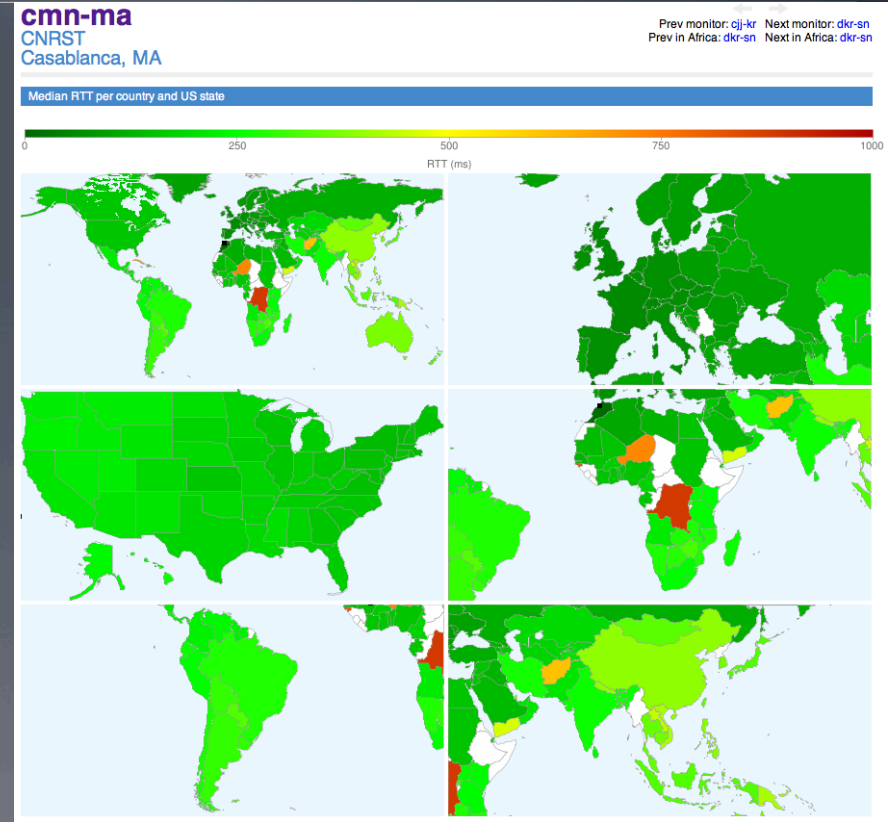 cmn-ma
CNRST
Casablanca, MA
Prev monitor: cjj-kr Next monitor: dkr-sn
Prev in Africa: dkr-sn Next in Africa: dkr-sn
Median RTT per country and US state
0 250 500 750 1000
RTT (ms)